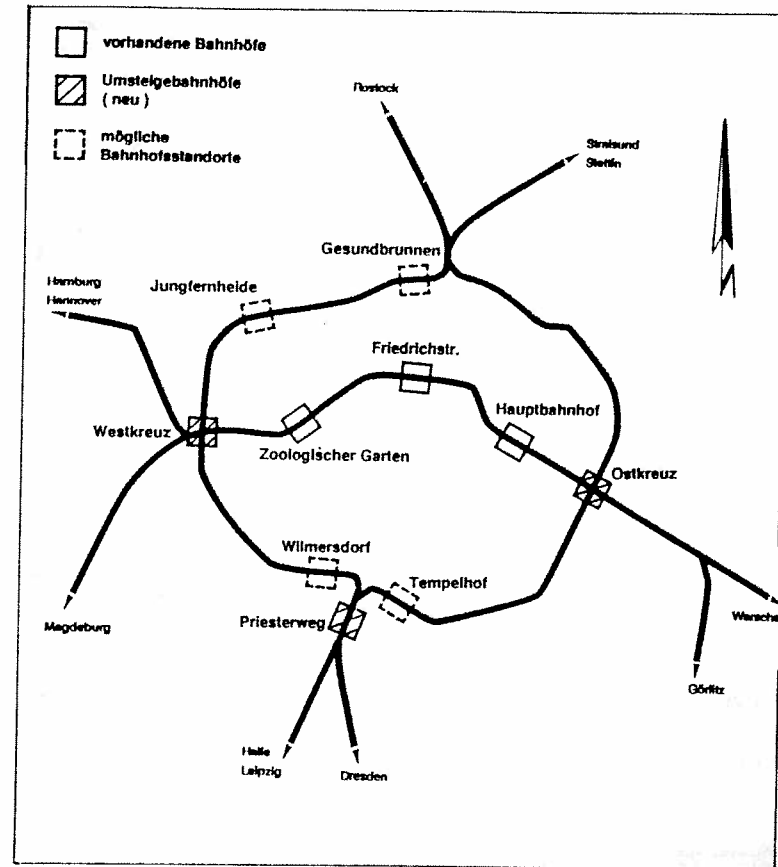 vorhandene Bahnhöfe
Umsteigebahnhöfe
( neu )
mögliche
Bahnhofsstandorte
Rostock
Stralsund
Stettin
Gesundbrunnen
Jungfernheide
Hamburg
Hannover
Friedrichstr.
Hauptbahnhof
Westkreuz
Zoologischer Garten
Ostkreuz
Wilmersdorf
Tempelhof
Priesterweg
Magdeburg
Warscha
Görlitz
Halle
Leipzig
Dresden
N